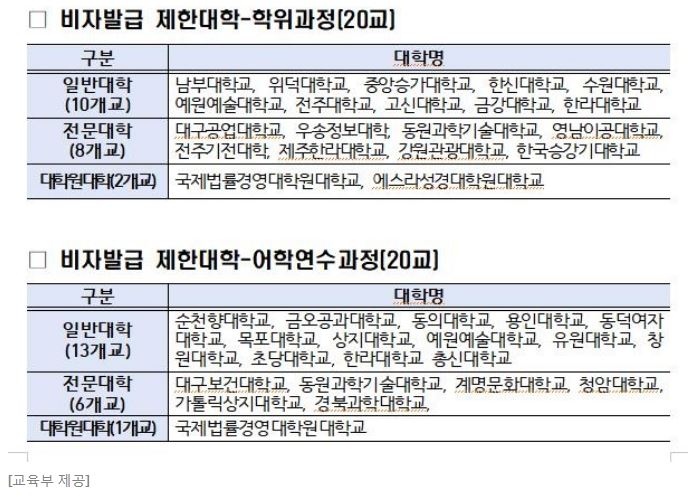 □ 비자발급 제한대학-학위과정(20교)
구분 대학명
일반대학 남부대학교, 위덕대학교, 중앙승가대학교, 한신대학교, 수원대학교,
(10개교) 예원예술대학교, 전주대학교, 고신대학교, 금강대학교, 한라대학교
전문대학 대구공업대학교, 우송정보대학, 동원과학기술대학교, 영남이공대학교,
(8개교) 전주기전대학, 제주한라대학교, 강원관광대학교, 한국승강기대학교
대학원대학(2개교) 국제법률경영대학원대학교, 에스라성경대학원대학교
□ 비자발급 제한대학-어학연수과정(20교)
구분 대학명
일반대학 순천향대학교, 금오공과대학교, 동의대학교, 용인대학교, 동덕여자
(13개교) 대학교, 목포대학교, 상지대학교, 예원예술대학교, 유원대학교, 창
원대학교, 초당대학교, 한라대학교 총신대학교
전문대학 대구보건대학교, 동원과학기술대학교, 계명문화대학교, 청암대학교,
(6개교) 가톨릭상지대학교, 경북과학대학교,
대학원대학(1개교) 국제법률경영대학원대학교
[교육부 제공]